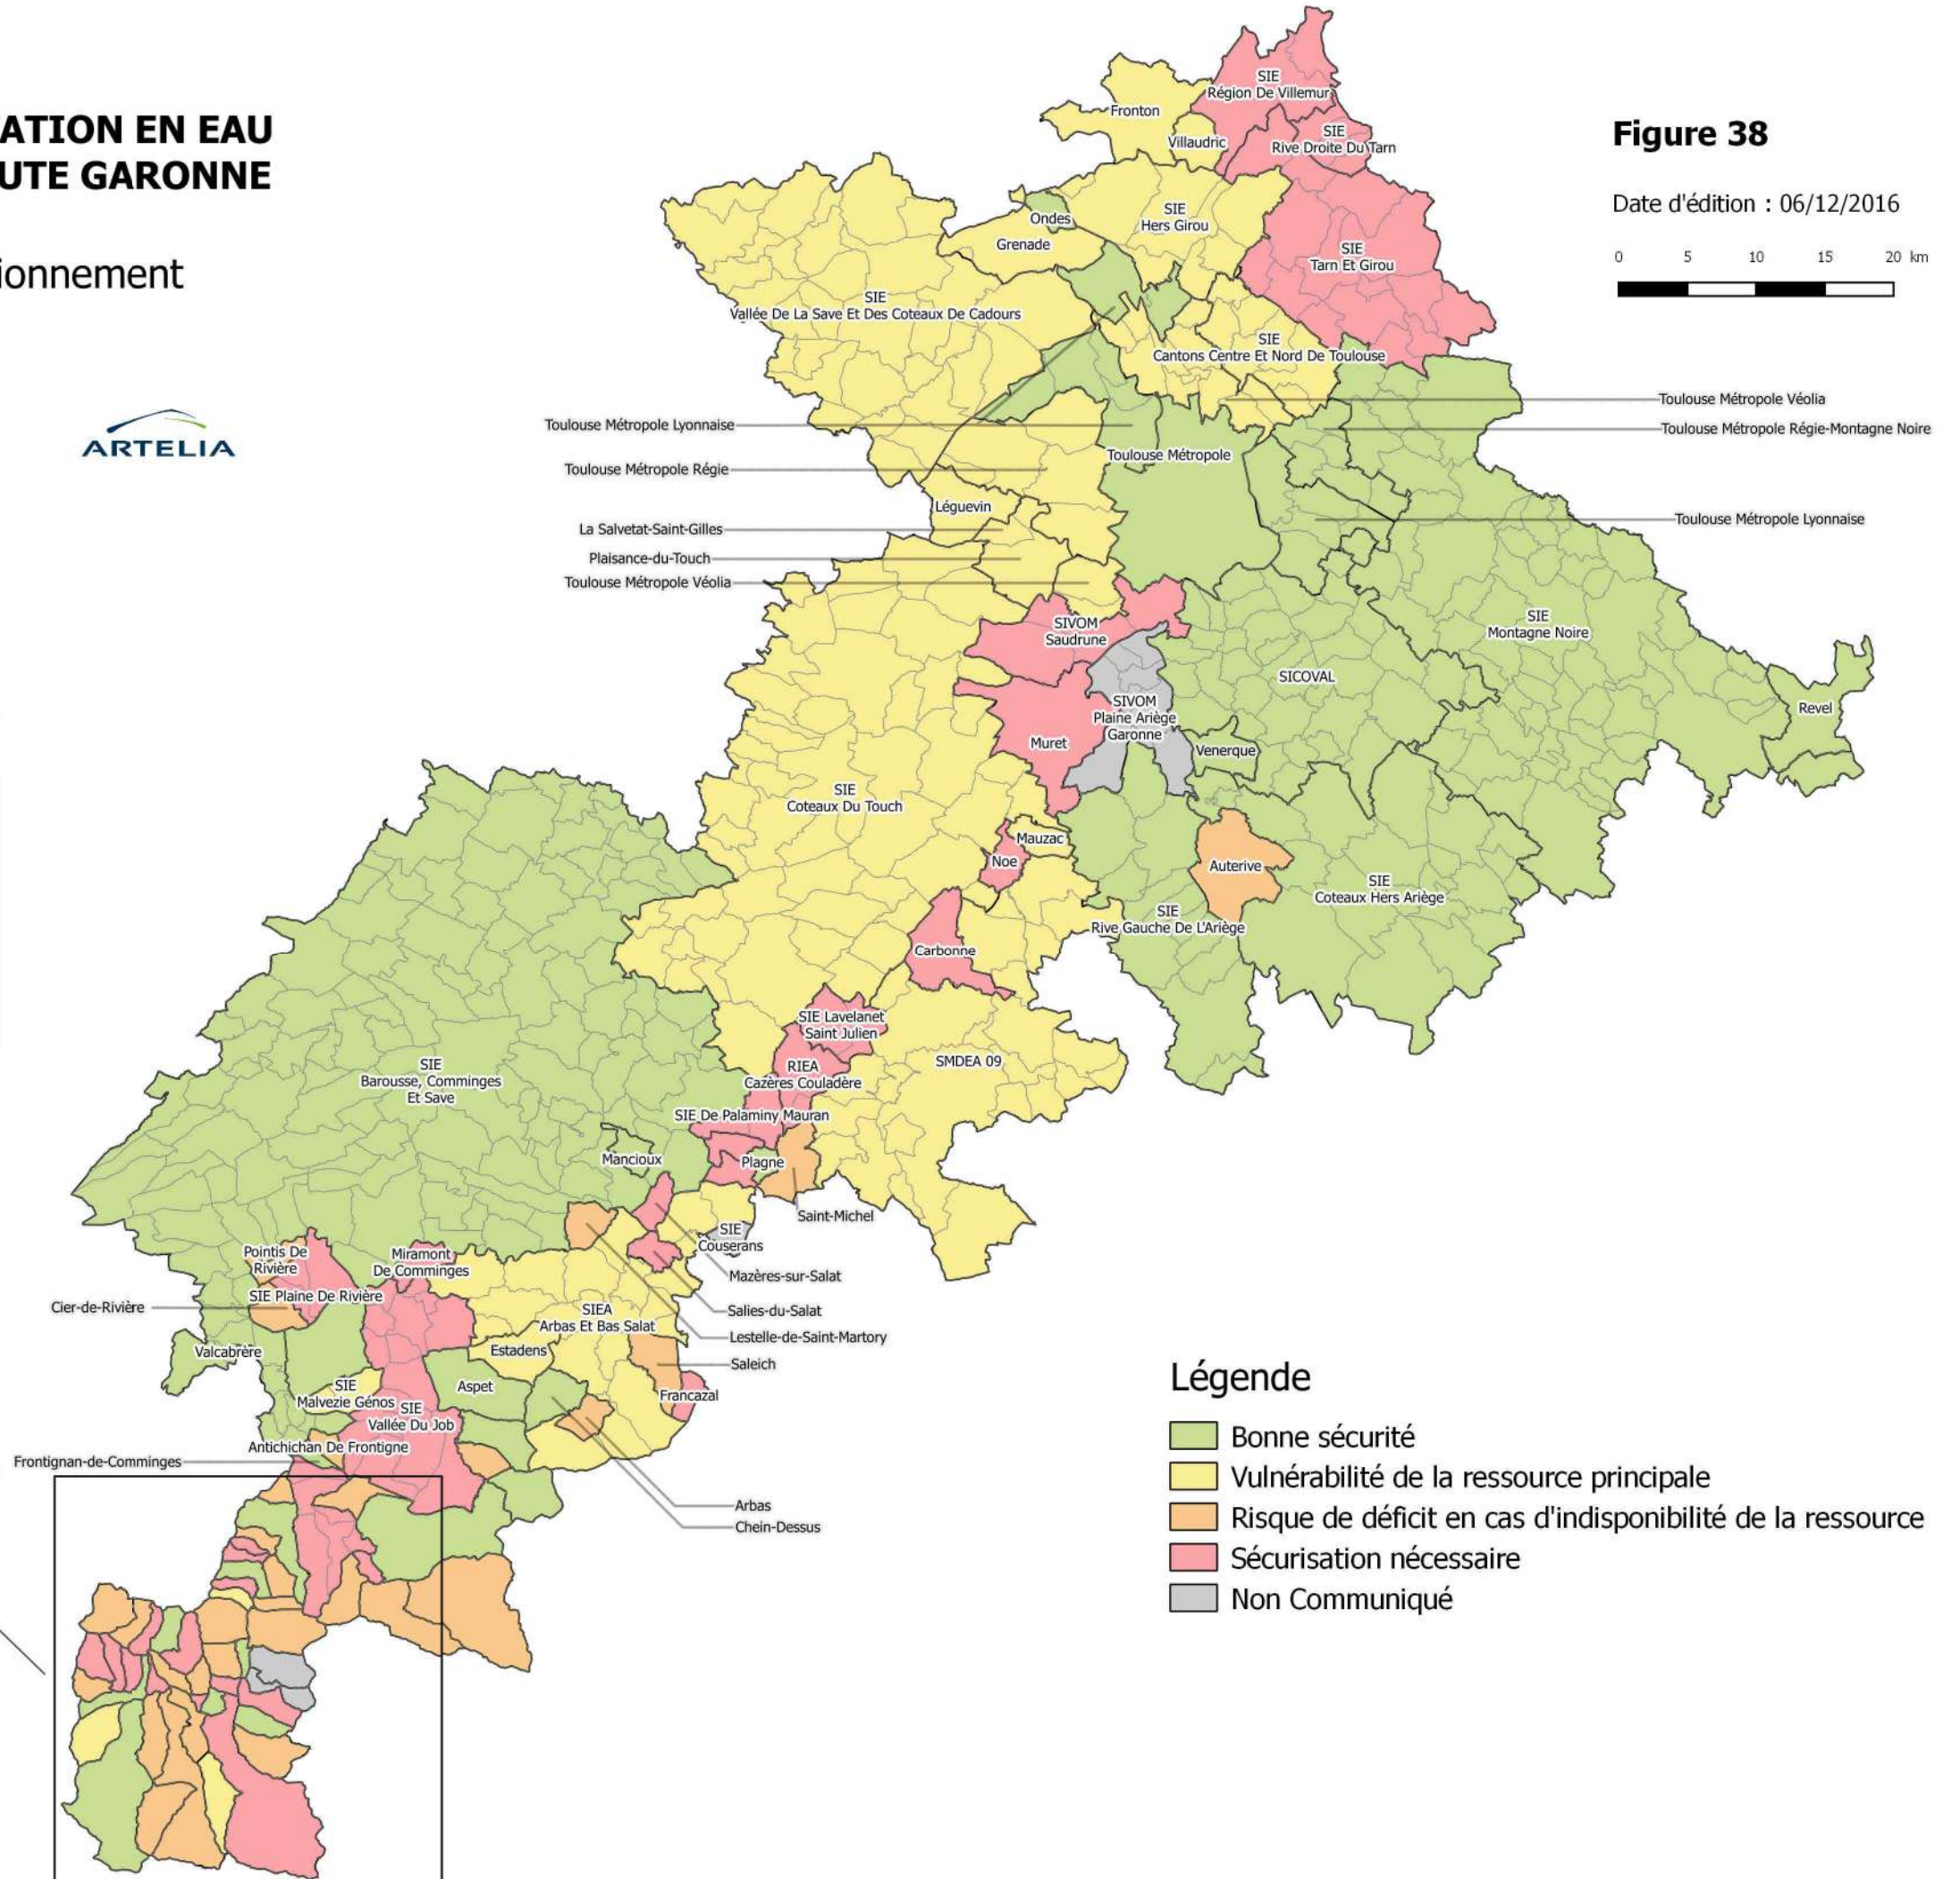 ATION EN EAU
UTE GARONNE
ionnement
ARTELIA
Figure 38
Date d'édition : 06/12/2016
0 5 10 15 20 km
SIE
Région De Villemur
Fronton
Villaudric
SIE
Rive Droite Du Tarn
Ondes
Grenade
SIE
Hers Girou
SIE
Tarn Et Girou
SIE
Vallée De La Save Et Des Coteaux De Cadours
SIE
Cantons Centre Et Nord De Toulouse
Toulouse Métropole Véolia
Toulouse Métropole Lyonnaise
Toulouse Métropole Régie-Montagne Noire
Toulouse Métropole
Toulouse Métropole Régie
Léguevin
La Salvetat-Saint-Gilles
Toulouse Métropole Lyonnaise
Plaisance-du-Touch
Toulouse Métropole Véolia
SIVOM
Saudrune
SIE
Montagne Noire
SICOVAL
SIVOM
Plaine Ariège
Garonne
Revel
Muret
Venerque
SIE
Coteaux Du Touch
Mauzac
Noe
Auterive
SIE
Coteaux Hers Ariège
SIE
Rive Gauche De L'Ariège
Carbonne
SIE Lavelanet
Saint Julien
SMDEA 09
RIEA
Cazères Couladère
SIE
Barousse, Comminges
Et Save
SIE De Palaminy Mauran
Mancioux
Plagne
Saint-Michel
SIE
Couserans
Pointis De
Rivière
Miramont
De Comminges
Mazères-sur-Salat
SIE Plaine De Rivière
Cier-de-Rivière
SIEA
Arbas Et Bas Salat
Salies-du-Salat
Lestelle-de-Saint-Martory
Valcabrère
Estadens
Saleich
Aspet
Francazal
SIE
Malvezie Génos
SIE
Vallée Du Job
Antichichan De Frontigne
Frontignan-de-Comminges
Arbas
Chein-Dessus
Légende
Bonne sécurité
Vulnérabilité de la ressource principale
Risque de déficit en cas d'indisponibilité de la ressource
Sécurisation nécessaire
Non Communiqué